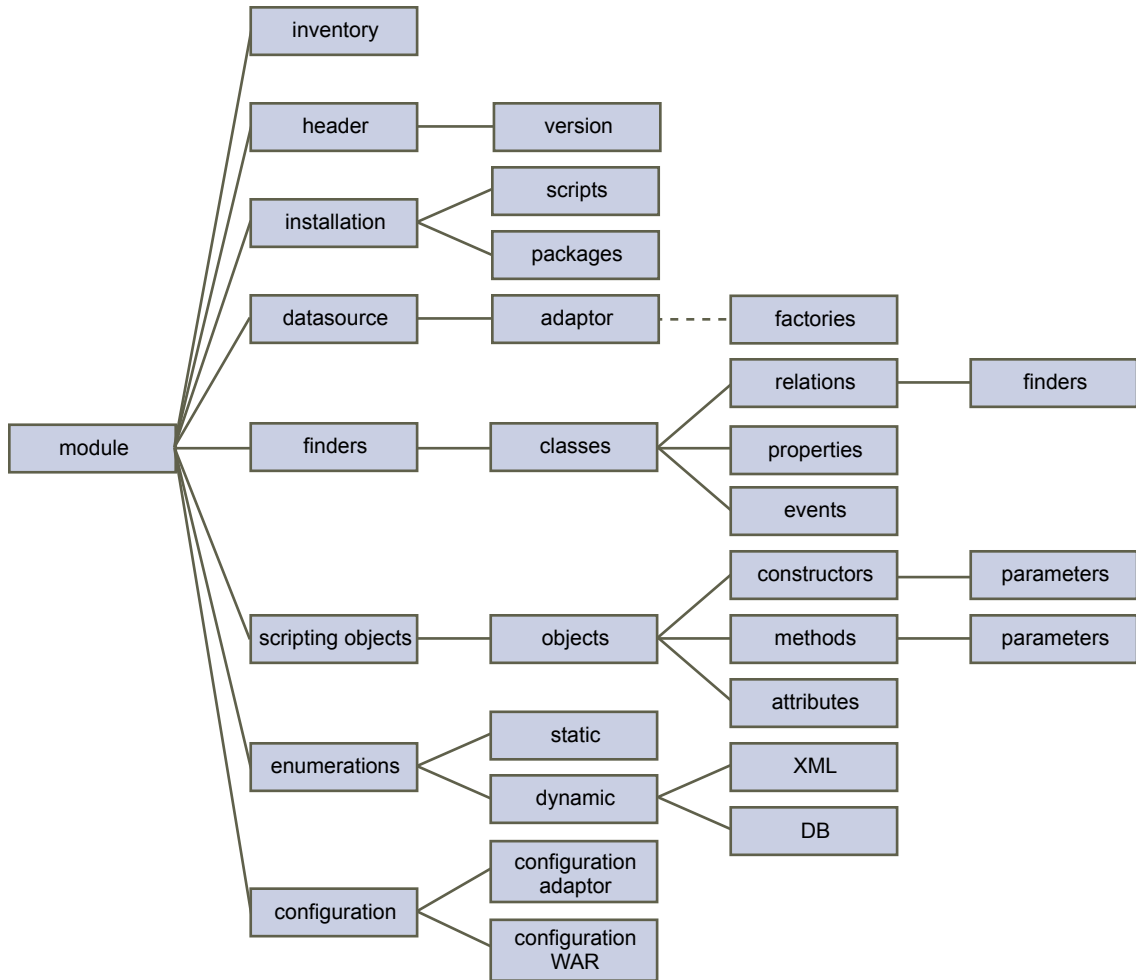 inventory
header
version
scripts
installation
packages
datasource
adaptor
factories
relations
finders
module
finders
classes
properties
events
constructors
parameters
scripting objects
objects
methods
parameters
attributes
static
enumerations
XML
dynamic
DB
configuration
adaptor
configuration
configuration
WAR